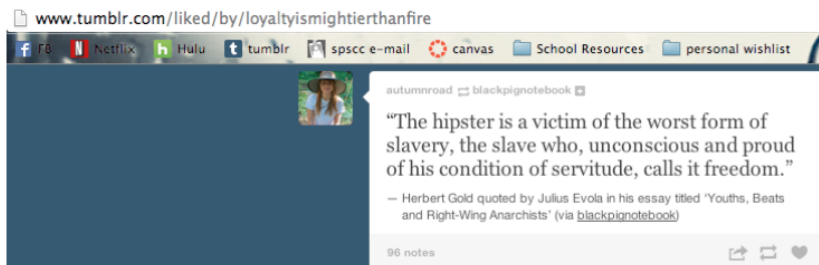 www.tumblr.com/liked/by/loyaltyismightierthanfire
f FB N Netflix h Hulu t tumblr spscc e-mail canvas School Resources personal wishlist
autumnroad blackpignotebook
“The hipster is a victim of the worst form of
slavery, the slave who, unconscious and proud
of his condition of servitude, calls it freedom.”
— Herbert Gold quoted by Julius Evola in his essay titled ‘Youths, Beats
and Right-Wing Anarchists’ (via blackpignotebook)
96 notes